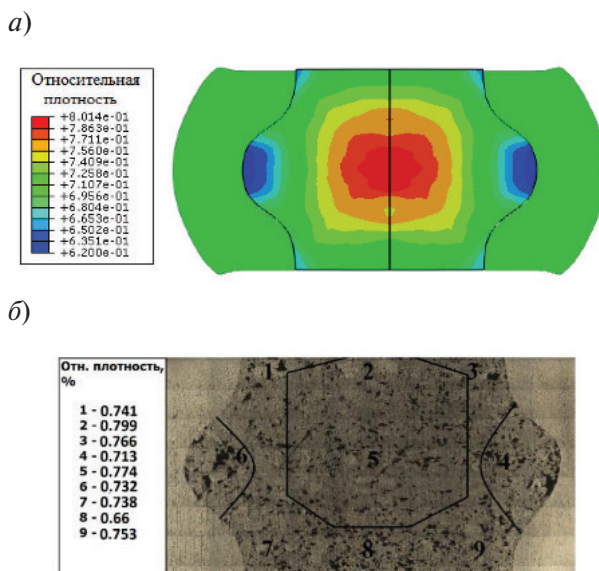 а)
Относительная
плотность
+8.014e-01
+7.863e-01
+7.711e-01
+7.560e-01
+7.409e-01
+7.258e-01
+7.107e-01
+6.956e-01
+6.804e-01
+6.653e-01
+6.502e-01
+6.351e-01
+6.200e-01
б)
Отн. плотность,
%
1 - 0.741
2 - 0.799
3 - 0.766
4 - 0.713
5 - 0.774
6 - 0.732
7 - 0.738
8 - 0.66
9 - 0.753
1 2 3
6 5 4
7 8 9